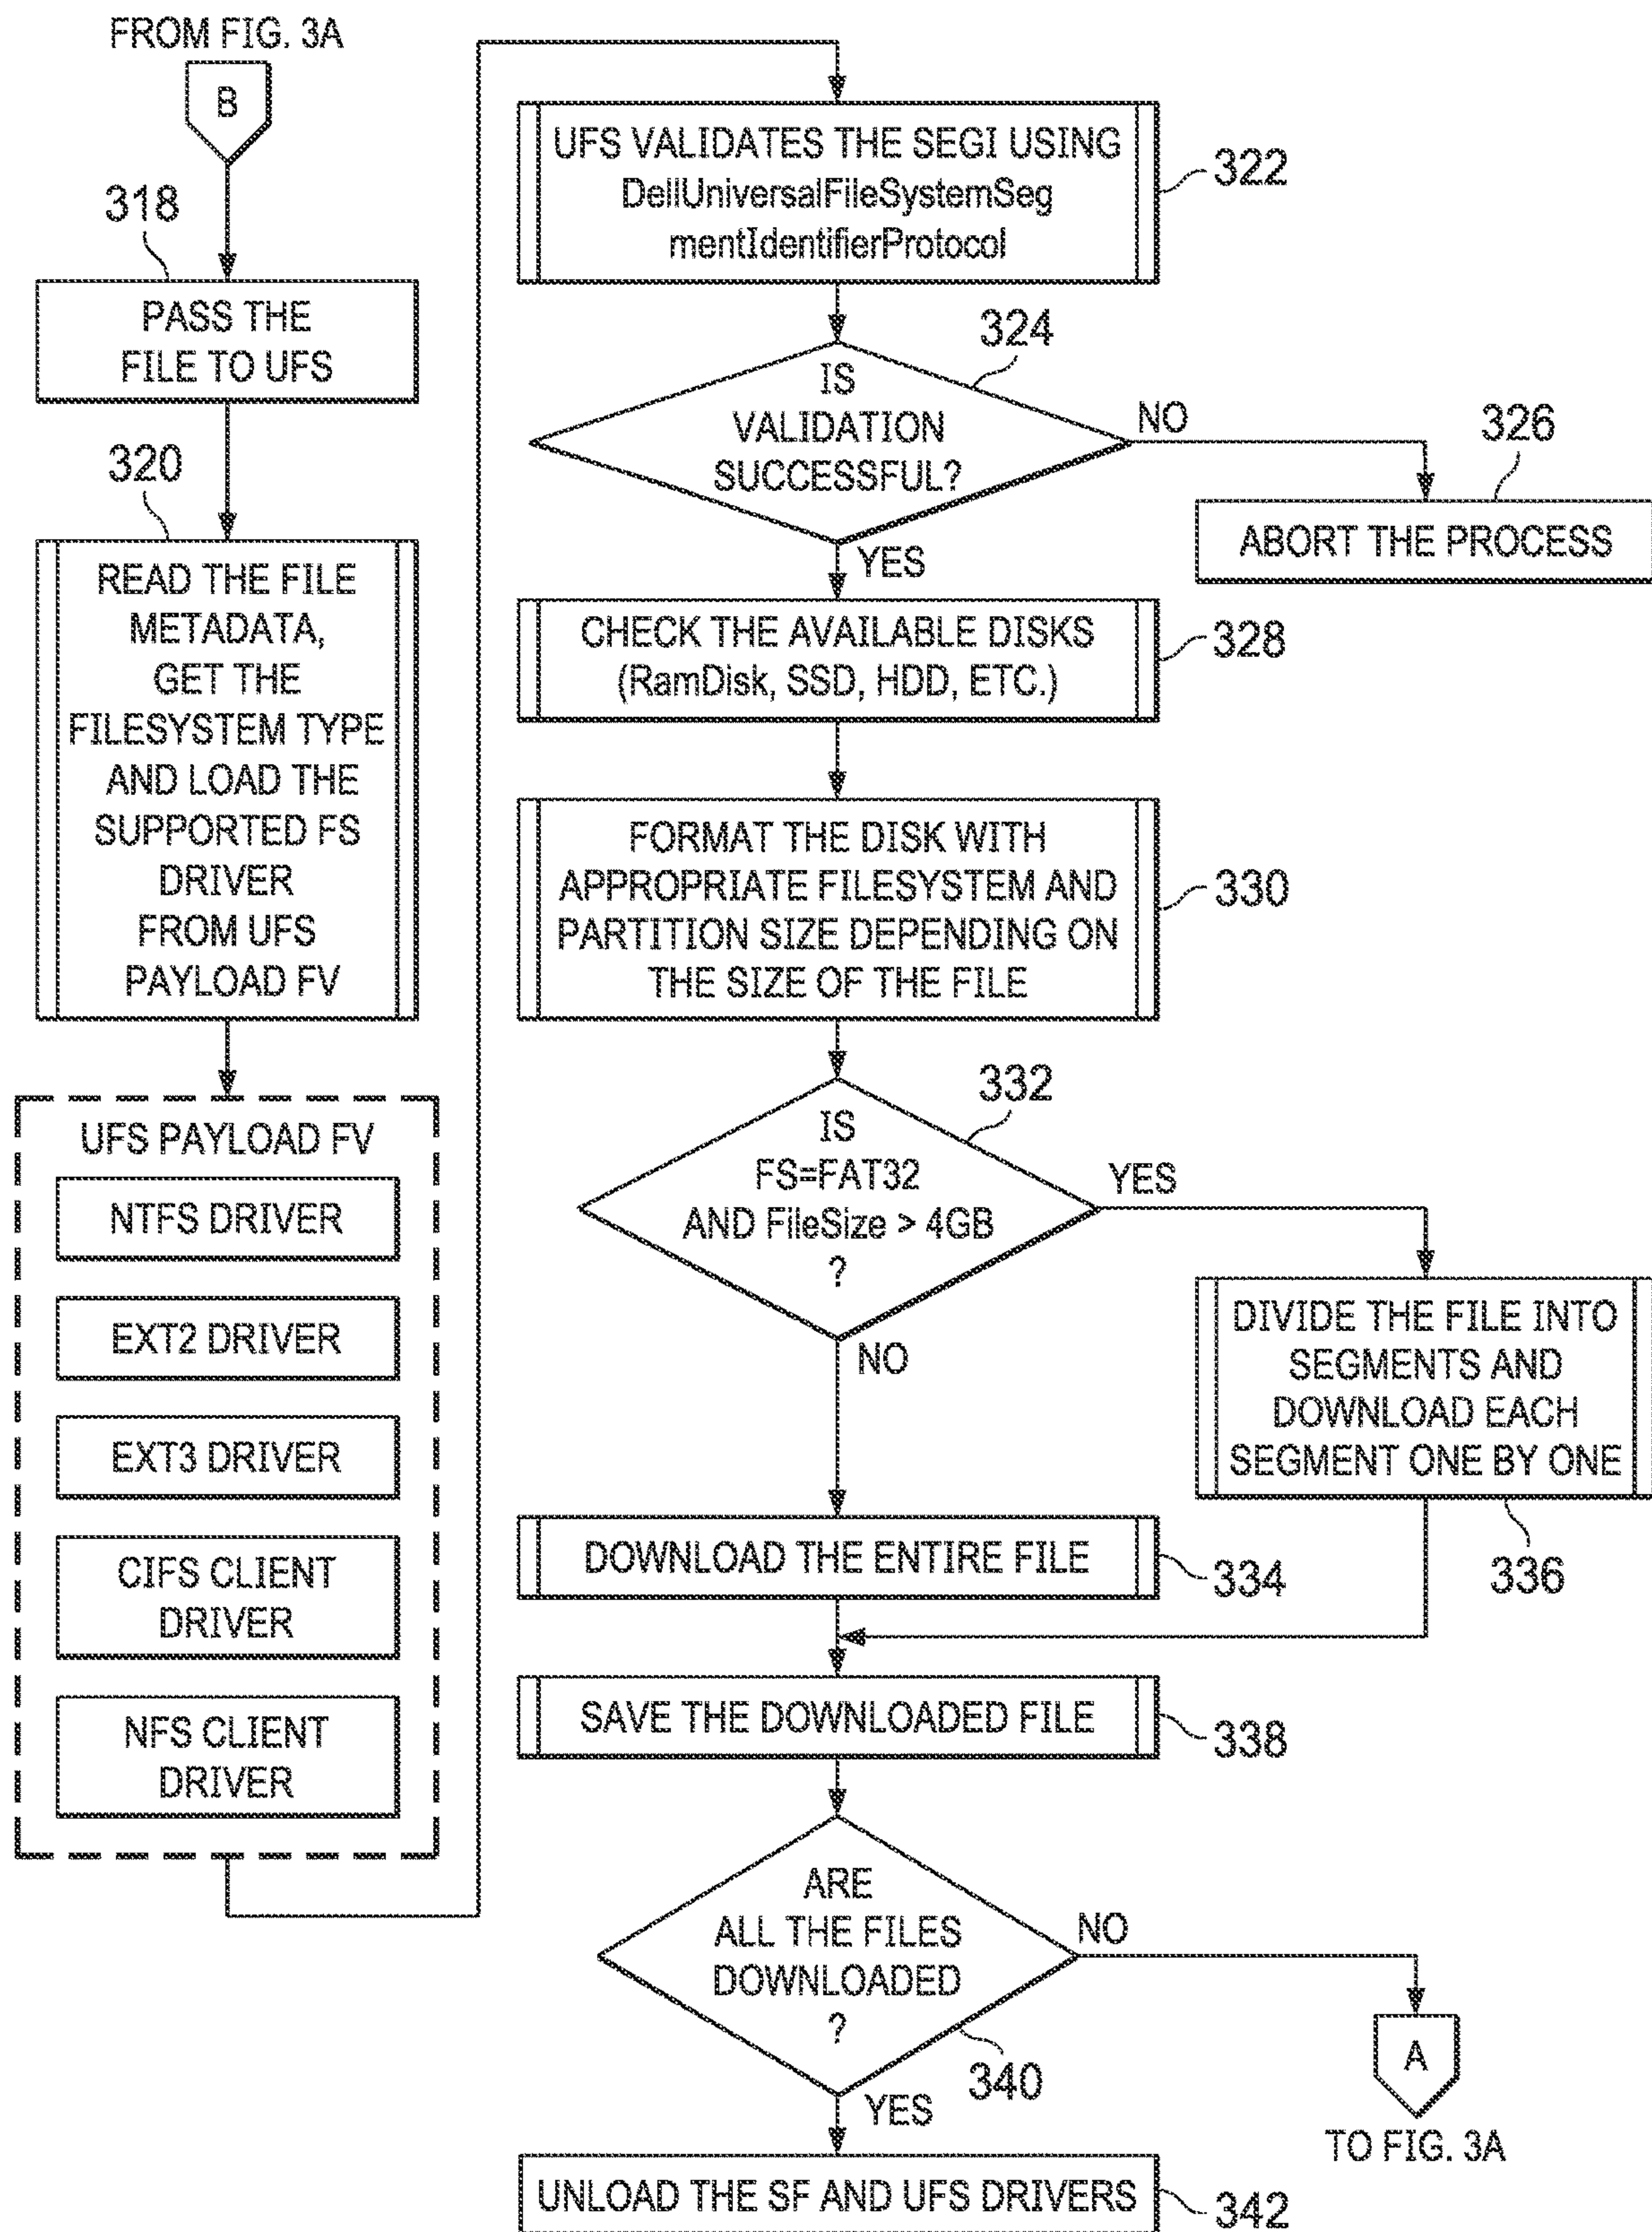 FROM FIG. 3A
B
318
PASS THE
FILE TO UFS
320
READ THE FILE
METADATA,
GET THE
FILESYSTEM TYPE
AND LOAD THE
SUPPORTED FS
DRIVER
FROM UFS
PAYLOAD FV
UFS PAYLOAD FV
NTFS DRIVER
EXT2 DRIVER
EXT3 DRIVER
CIFS CLIENT
DRIVER
NFS CLIENT
DRIVER
UFS VALIDATES THE SEGI USING
DellUniversalFileSystemSeg
mentIdentifierProtocol
322
324
IS
VALIDATION
SUCCESSFUL?
NO
326
ABORT THE PROCESS
YES
CHECK THE AVAILABLE DISKS
(RamDisk, SSD, HDD, ETC.)
328
FORMAT THE DISK WITH
APPROPRIATE FILESYSTEM AND
PARTITION SIZE DEPENDING ON
THE SIZE OF THE FILE
330
332
IS
FS=FAT32
AND FileSize > 4GB
?
YES
NO
DIVIDE THE FILE INTO
SEGMENTS AND
DOWNLOAD EACH
SEGMENT ONE BY ONE
336
DOWNLOAD THE ENTIRE FILE
334
SAVE THE DOWNLOADED FILE
338
ARE
ALL THE FILES
DOWNLOADED
?
NO
340
YES
A
TO FIG. 3A
UNLOAD THE SF AND UFS DRIVERS
342